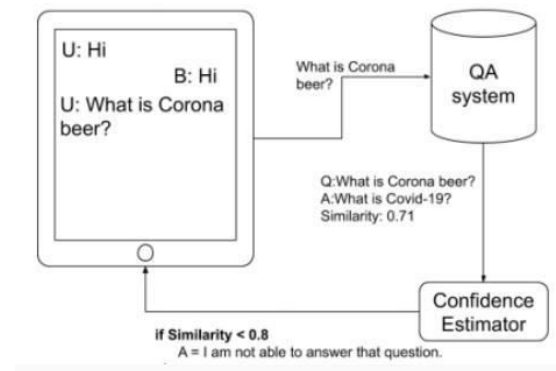 U: Hi
B: Hi
U: What is Corona
beer?
What is Corona
beer?
QA
system
Q:What is Corona beer?
A:What is Covid-19?
Similarity: 0.71
Confidence
Estimator
if Similarity < 0.8
A = I am not able to answer that question.